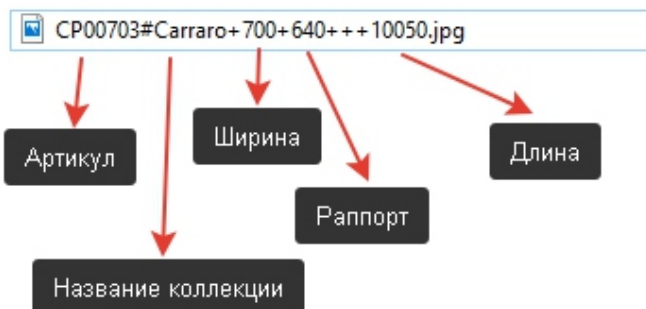 CP00703#Carraro+700+640+++10050.jpg
Ширина
Артикул
Длина
Раппорт
Название коллекции